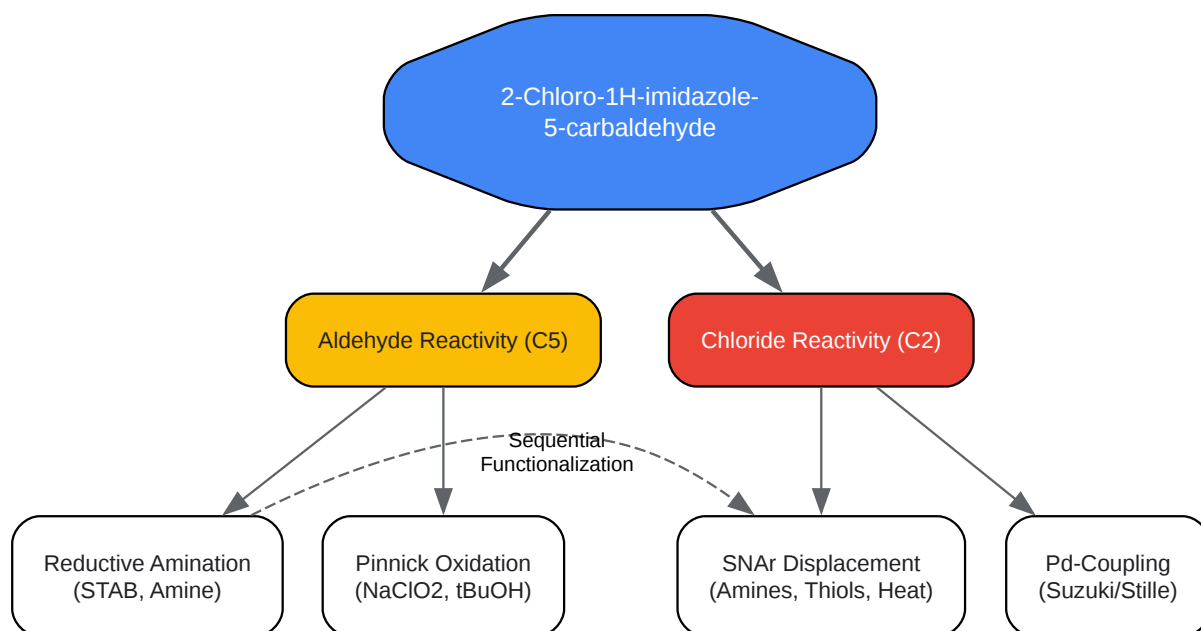 2-Chloro-1H-imidazole-
5-carbaldehyde
Aldehyde Reactivity (C5)
Chloride Reactivity (C2)
Sequential
Functionalization
Reductive Amination
(STAB, Amine)
Pinnick Oxidation
(NaClO2, tBuOH)
SNAr Displacement
(Amines, Thiols, Heat)
Pd-Coupling
(Suzuki/Stille)